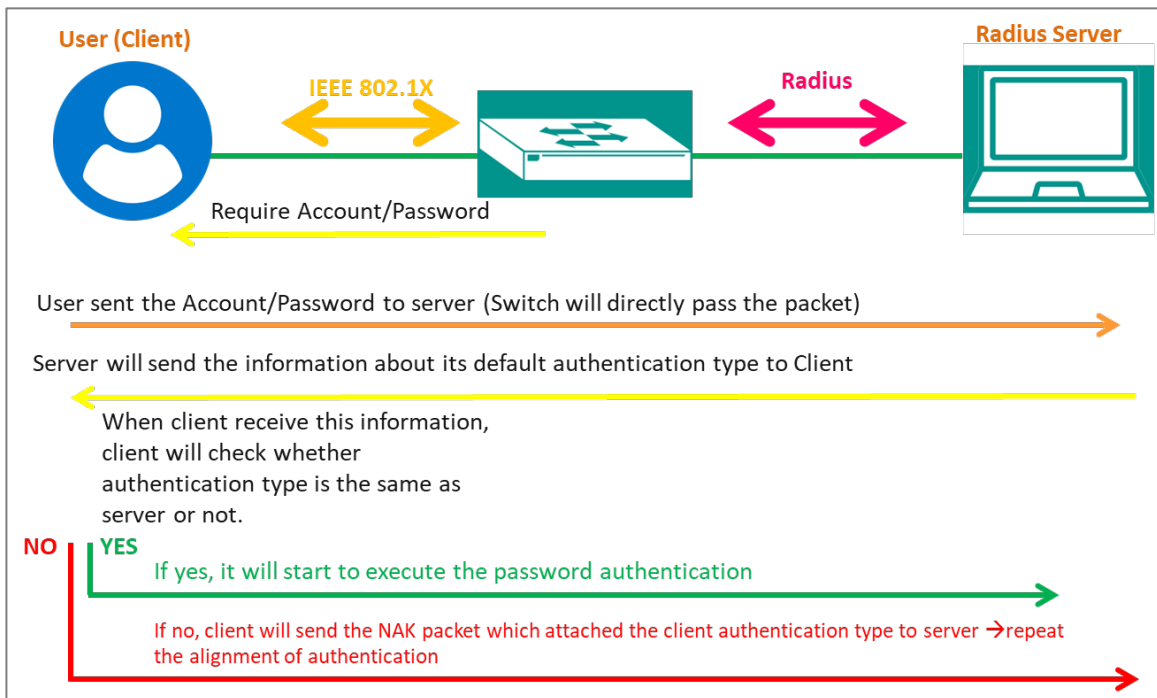 User (Client)
Radius Server
IEEE 802.1X
Radius
Require Account/Password
User sent the Account/Password to server (Switch will directly pass the packet)
Server will send the information about its default authentication type to Client
When client receive this information,
client will check whether
authentication type is the same as
server or not.
NO
YES
If yes, it will start to execute the password authentication
If no, client will send the NAK packet which attached the client authentication type to server →repeat
the alignment of authentication